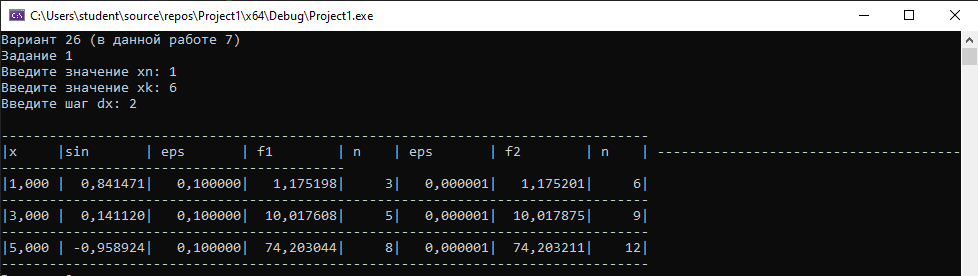 C:\Users\student\source\repos\Project1\x64\Debug\Project1.exe
Вариант 26 (в данной работе 7)
Задание 1
Введите значение xn: 1
Введите значение xk: 6
Введите шаг dx: 2
---------------------------------------------------------------------------------
|x     |sin     | eps       | f1        | n    | eps       | f2        | n    | --------------------------------------
-------------------------------------------
|1,000 | 0,841471|   0,100000|   1,175198|     3|   0,000001|   1,175201|     6|
---------------------------------------------------------------------------------
|3,000 | 0,141120|   0,100000|  10,017608|     5|   0,000001|  10,017875|     9|
---------------------------------------------------------------------------------
|5,000 | -0,958924|   0,100000|  74,203044|     8|   0,000001|  74,203211|    12|
---------------------------------------------------------------------------------